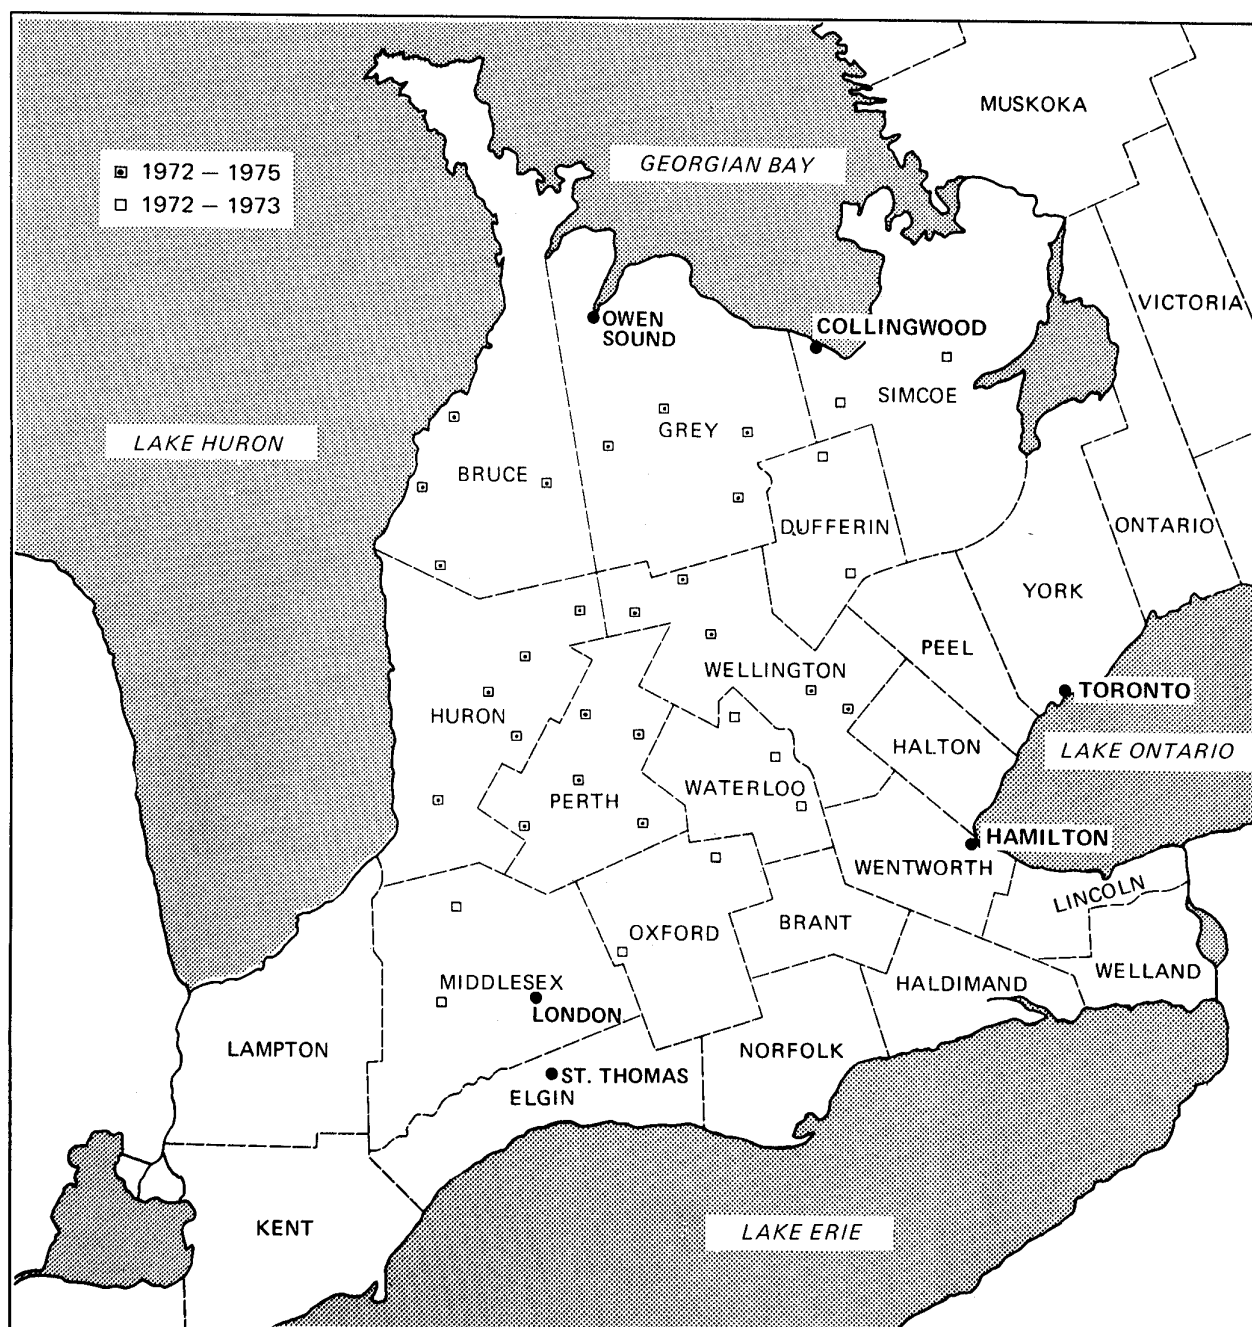 MUSKOKA
1972 – 1975
1972 – 1973
GEORGIAN BAY
VICTORIA
OWEN
SOUND
COLLINGWOOD
SIMCOE
LAKE HURON
GREY
BRUCE
DUFFERIN
ONTARIO
YORK
PEEL
WELLINGTON
TORONTO
HURON
HALTON
LAKE ONTARIO
WATERLOO
PERTH
HAMILTON
WENTWORTH
LINCOLN
BRANT
OXFORD
WELLAND
MIDDLESEX
HALDIMAND
LONDON
LAMPTON
NORFOLK
ST. THOMAS
ELGIN
KENT
LAKE ERIE